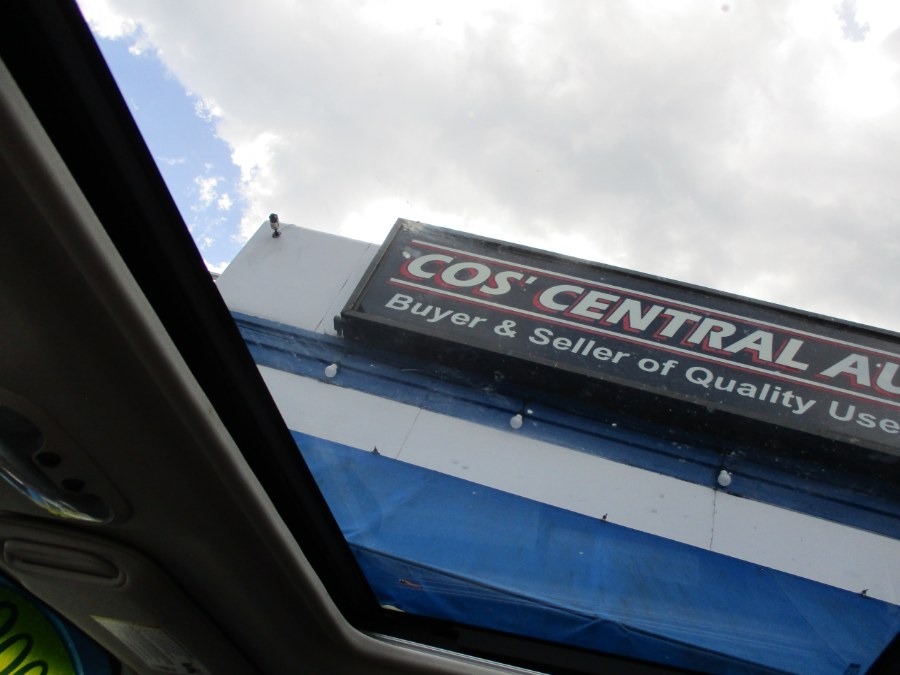 COS' CENTRAL AU
Buyer & Seller of Quality Use